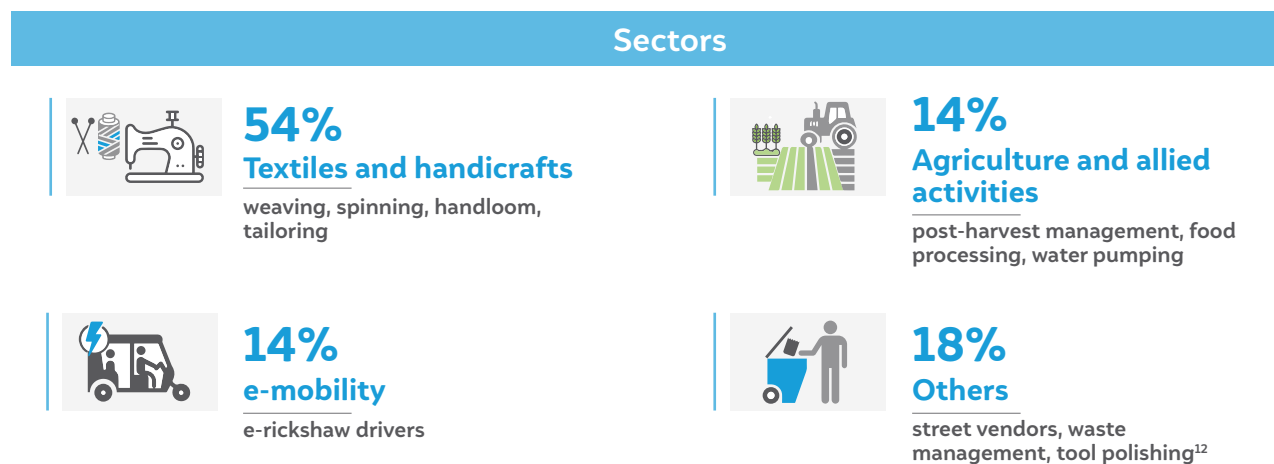 Sectors
54%
Textiles and handicrafts
weaving, spinning, handloom,
tailoring
14%
Agriculture and allied
activities
post-harvest management, food
processing, water pumping
14%
e-mobility
e-rickshaw drivers
18%
Others
street vendors, waste
management, tool polishing¹²